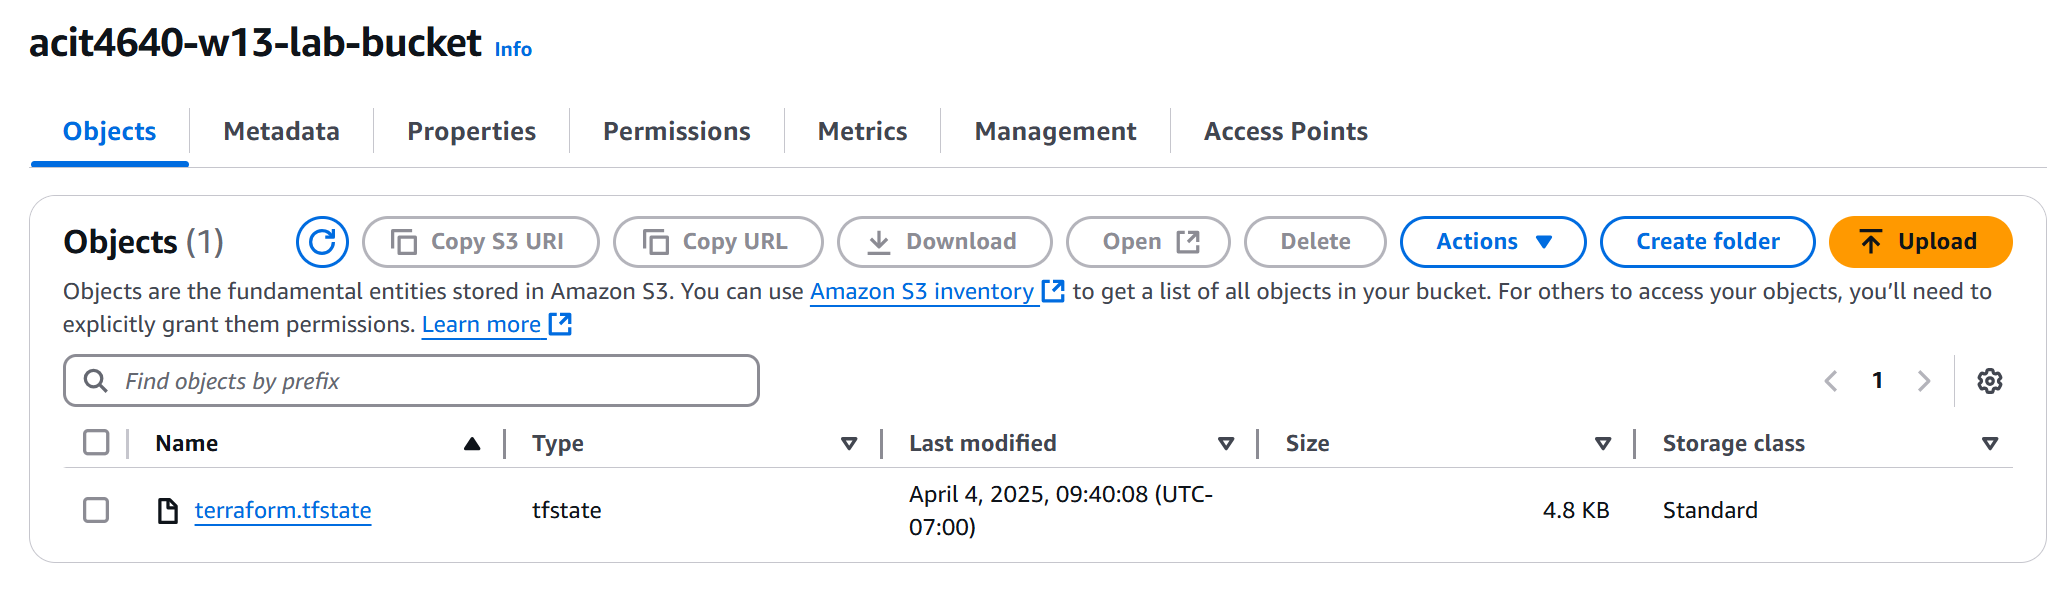 acit4640-w13-lab-bucket Info
Objects Metadata Properties Permissions Metrics Management Access Points
Objects (1) Copy S3 URI Copy URL Download Open Delete Actions Create folder Upload
Objects are the fundamental entities stored in Amazon S3. You can use Amazon S3 inventory to get a list of all objects in your bucket. For others to access your objects, you’ll need to
explicitly grant them permissions. Learn more
Find objects by prefix 1
Name Type Last modified Size Storage class
terraform.tfstate tfstate April 4, 2025, 09:40:08 (UTC-
07:00) 4.8 KB Standard